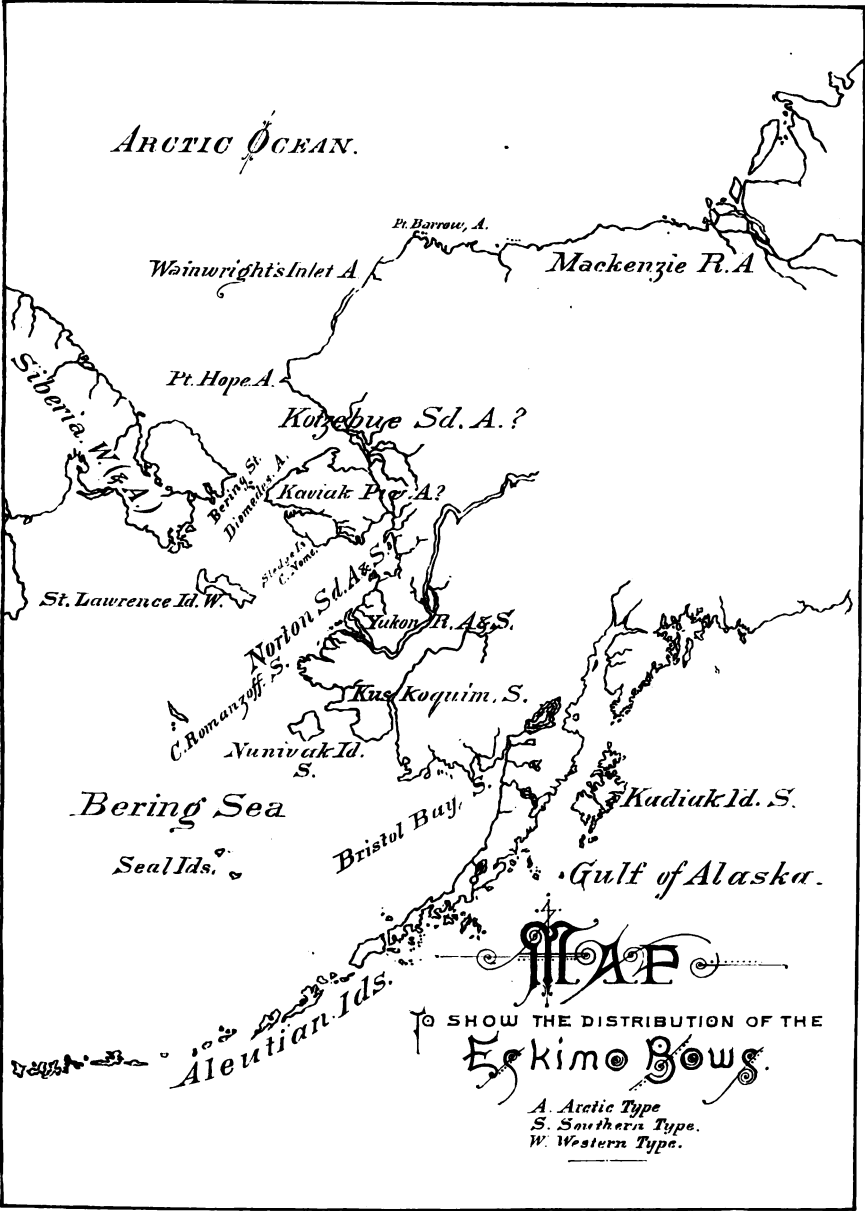 ARCTIC OCEAN.
Pt. Barrow, A.
Wainwright's Inlet A
Mackenzie R. A
Pt. Hope A.
Siberia. W. (& A)
Kotzebue Sd. A.?
Bering St.
Diomedes. A.
Kaviak Pen. A?
Sledge Is.
C. Nome.
St. Lawrence Id. W.
Norton Sd. A & S.
Yukon R. A & S.
C. Romanzoff. S.
Kuskoquim. S.
Nunivak Id.
S.
Bering Sea
Bristol Bay, S.
Kadiak Id. S.
Seal Ids.
Gulf of Alaska.
Aleutian Ids.
MAP
TO SHOW THE DISTRIBUTION OF THE
Eskimo Bows.
A. Arctic Type
S. Southern Type.
W. Western Type.